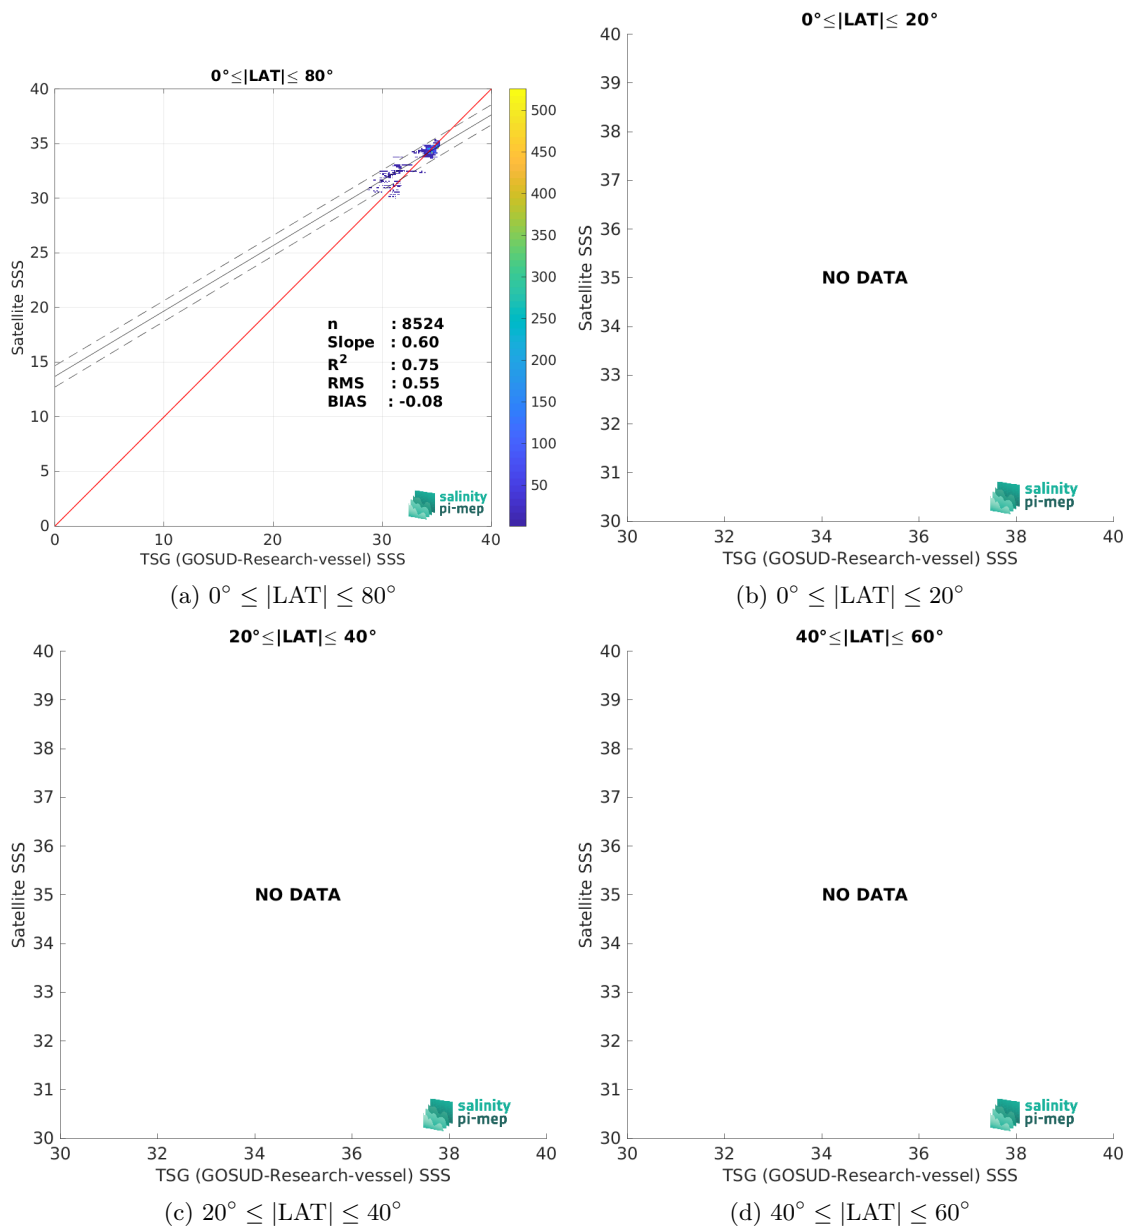 0°≤|LAT|≤ 80°
40
35
30
25
20
15
10
5
0
Satellite SSS
n : 8524
Slope : 0.60
R² : 0.75
RMS : 0.55
BIAS : -0.08
salinity
pi-mep
0 10 20 30 40
TSG (GOSUD-Research-vessel) SSS
500
450
400
350
300
250
200
150
100
50
(a) 0° ≤ |LAT| ≤ 80°
0°≤|LAT|≤ 20°
40
39
38
37
36
35
34
33
32
31
30
Satellite SSS
NO DATA
salinity
pi-mep
30 32 34 36 38 40
TSG (GOSUD-Research-vessel) SSS
(b) 0° ≤ |LAT| ≤ 20°
20°≤|LAT|≤ 40°
40
39
38
37
36
35
34
33
32
31
30
Satellite SSS
NO DATA
salinity
pi-mep
30 32 34 36 38 40
TSG (GOSUD-Research-vessel) SSS
(c) 20° ≤ |LAT| ≤ 40°
40°≤|LAT|≤ 60°
40
39
38
37
36
35
34
33
32
31
30
Satellite SSS
NO DATA
salinity
pi-mep
30 32 34 36 38 40
TSG (GOSUD-Research-vessel) SSS
(d) 40° ≤ |LAT| ≤ 60°